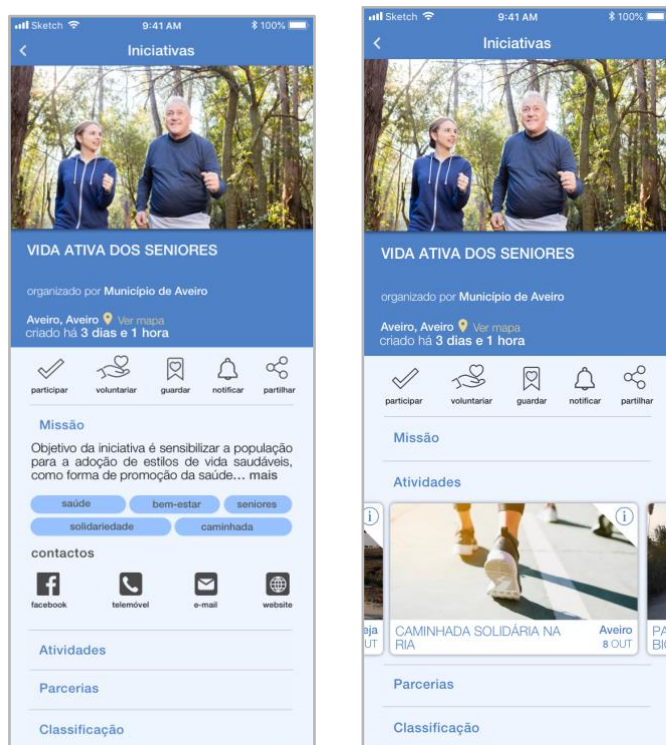 Sketch 9:41 AM 100%
Iniciativas
VIDA ATIVA DOS SENIORES
organizado por Município de Aveiro
Aveiro, Aveiro Ver mapa
criado há 3 dias e 1 hora
participar voluntariar guardar notificar partilhar
Missão
Objetivo da iniciativa é sensibilizar a população
para a adoção de estilos de vida saudáveis,
como forma de promoção da saúde... mais
saúde bem-estar seniores
solidariedade caminhada
contactos
facebook telemóvel e-mail website
Atividades
Parcerias
Classificação
Sketch 9:41 AM 100%
Iniciativas
VIDA ATIVA DOS SENIORES
organizado por Município de Aveiro
Aveiro, Aveiro Ver mapa
criado há 3 dias e 1 hora
participar voluntariar guardar notificar partilhar
Missão
Atividades
eja CAMINHADA SOLIDÁRIA NA Aveiro PA
UT RIA 8 OUT BIC
Parcerias
Classificação